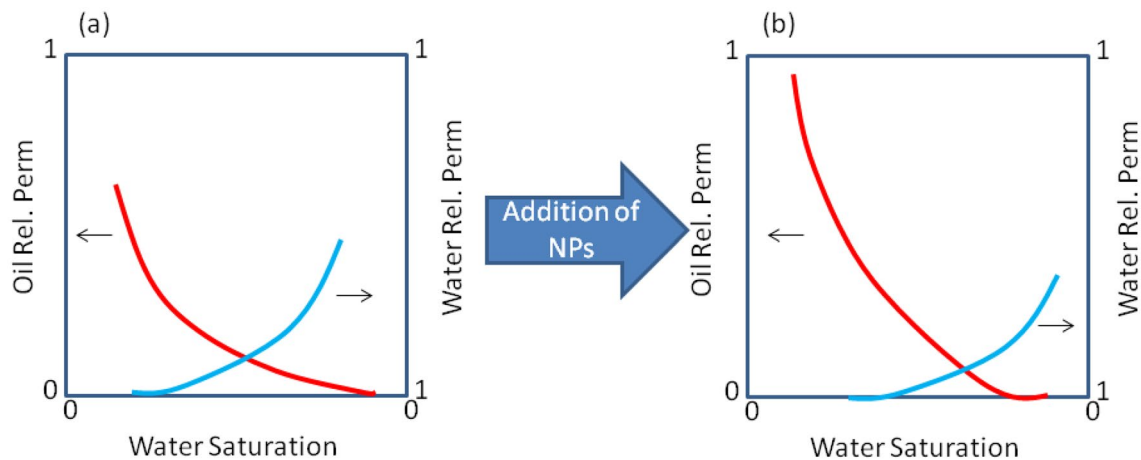 (a)
1
1
Oil Rel. Perm
Water Rel. Perm
0
1
0
0
Water Saturation
Addition of
NPs
(b)
1
1
Oil Rel. Perm
Water Rel. Perm
0
1
0
0
Water Saturation